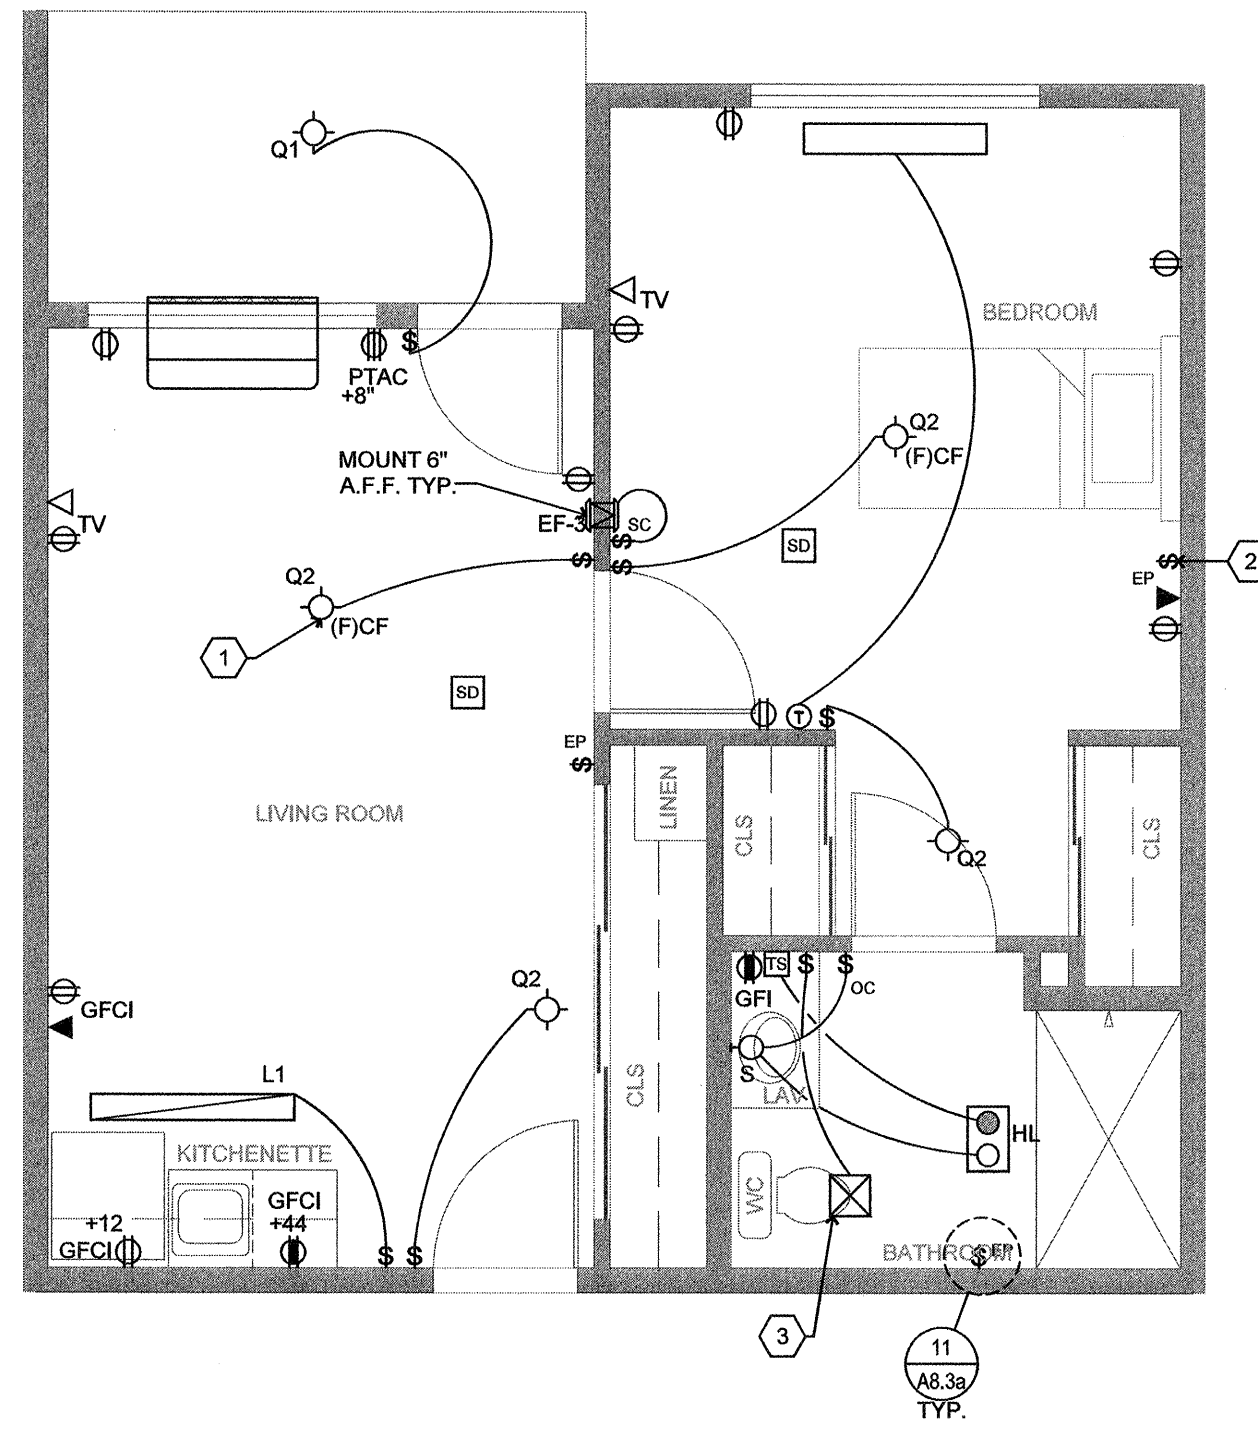 Q1
$
PTAC
+8"
TV
BEDROOM
Q2
(F)CF
MOUNT 6"
A.F.F. TYP.
TV
EF-3
SC
$
$
$
SD
$
2
EP
Q2
(F)CF
1
SD
T
$
EP
$
LIVING ROOM
LINEN
CLS
CLS
Q2
GFCI
Q2
TS
$
$
GFI
OC
S
LAV
CLS
L1
HL
KITCHENETTE
GFCI
+44
+12
GFCI
$
$
WC
BATHROOM
$
EP
3
11
A8.3a
TYP.